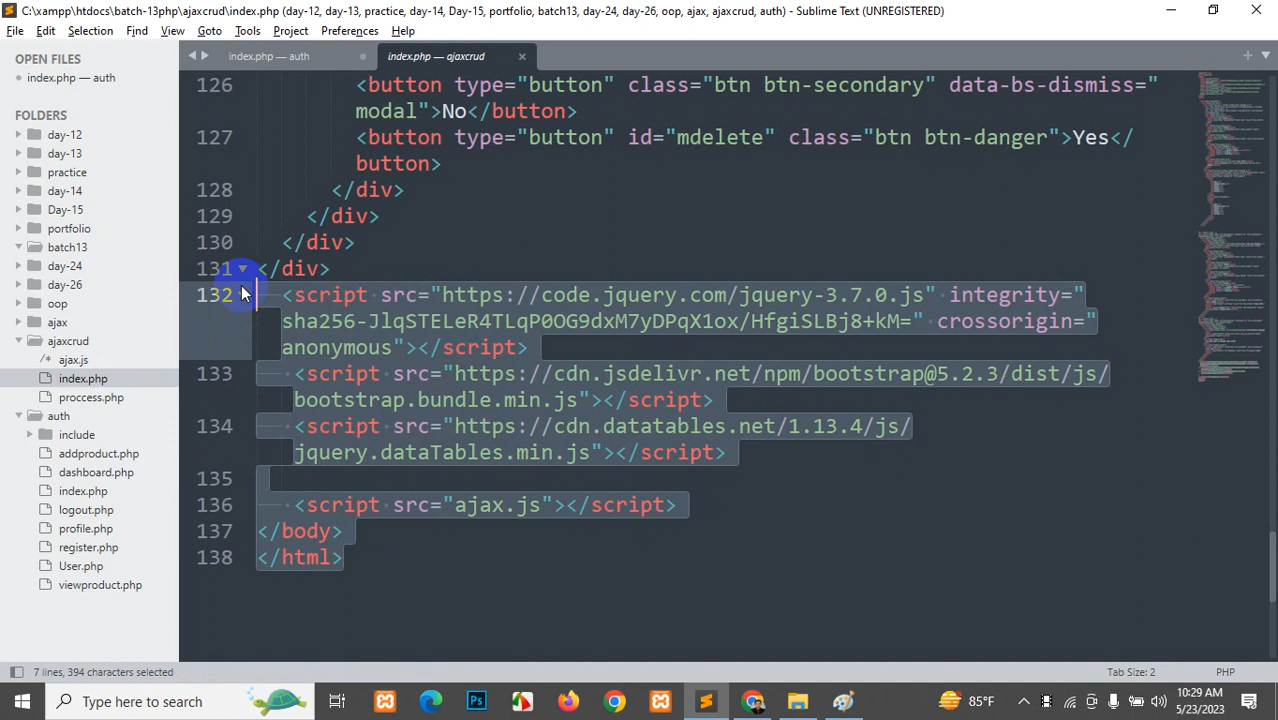 C:\xampp\htdocs\batch-13php\ajaxcrud\index.php (day-12, day-13, practice, day-14, Day-15, portfolio, batch13, day-24, day-26, oop, ajax, ajaxcrud, auth) - Sublime Text (UNREGISTERED)
File Edit Selection Find View Goto Tools Project Preferences Help
OPEN FILES
index.php — auth
FOLDERS
day-12
day-13
practice
day-14
Day-15
portfolio
batch13
day-24
day-26
oop
ajax
ajaxcrud
/* ajax.js
index.php
proccess.php
auth
include
addproduct.php
dashboard.php
index.php
logout.php
profile.php
register.php
User.php
viewproduct.php
index.php — auth
index.php — ajaxcrud
126 <button type="button" class="btn btn-secondary" data-bs-dismiss="
modal">No</button>
127 <button type="button" id="mdelete" class="btn btn-danger">Yes</
button>
128 </div>
129 </div>
130 </div>
131 </div>
132 <script src="https://code.jquery.com/jquery-3.7.0.js" integrity="
sha256-JlqSTELeR4TLqP0OG9dxM7yDPqX1ox/HfgiSLBj8+kM=" crossorigin="
anonymous"></script>
133 <script src="https://cdn.jsdelivr.net/npm/bootstrap@5.2.3/dist/js/
bootstrap.bundle.min.js"></script>
134 <script src="https://cdn.datatables.net/1.13.4/js/
jquery.dataTables.min.js"></script>
135
136 <script src="ajax.js"></script>
137 </body>
138 </html>
7 lines, 394 characters selected
Tab Size: 2
PHP
Type here to search
Ps
85°F
10:29 AM
5/23/2023